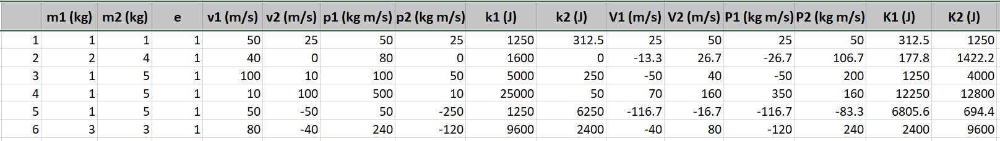 m1 (kg) m2 (kg) e v1 (m/s) v2 (m/s) p1 (kg m/s) p2 (kg m/s) k1 (J) k2 (J) V1 (m/s) V2 (m/s) P1 (kg m/s) P2 (kg m/s) K1 (J) K2 (J)
1 1 1 1 50 25 50 25 1250 312.5 25 50 25 50 312.5 1250
2 2 4 1 40 0 80 0 1600 0 -13.3 26.7 -26.7 106.7 177.8 1422.2
3 1 5 1 100 10 100 50 5000 250 -50 40 -50 200 1250 4000
4 1 5 1 10 100 500 10 25000 50 70 160 350 160 12250 12800
5 1 5 1 50 -50 50 -250 1250 6250 -116.7 -16.7 -116.7 -83.3 6805.6 694.4
6 3 3 1 80 -40 240 -120 9600 2400 -40 80 -120 240 2400 9600